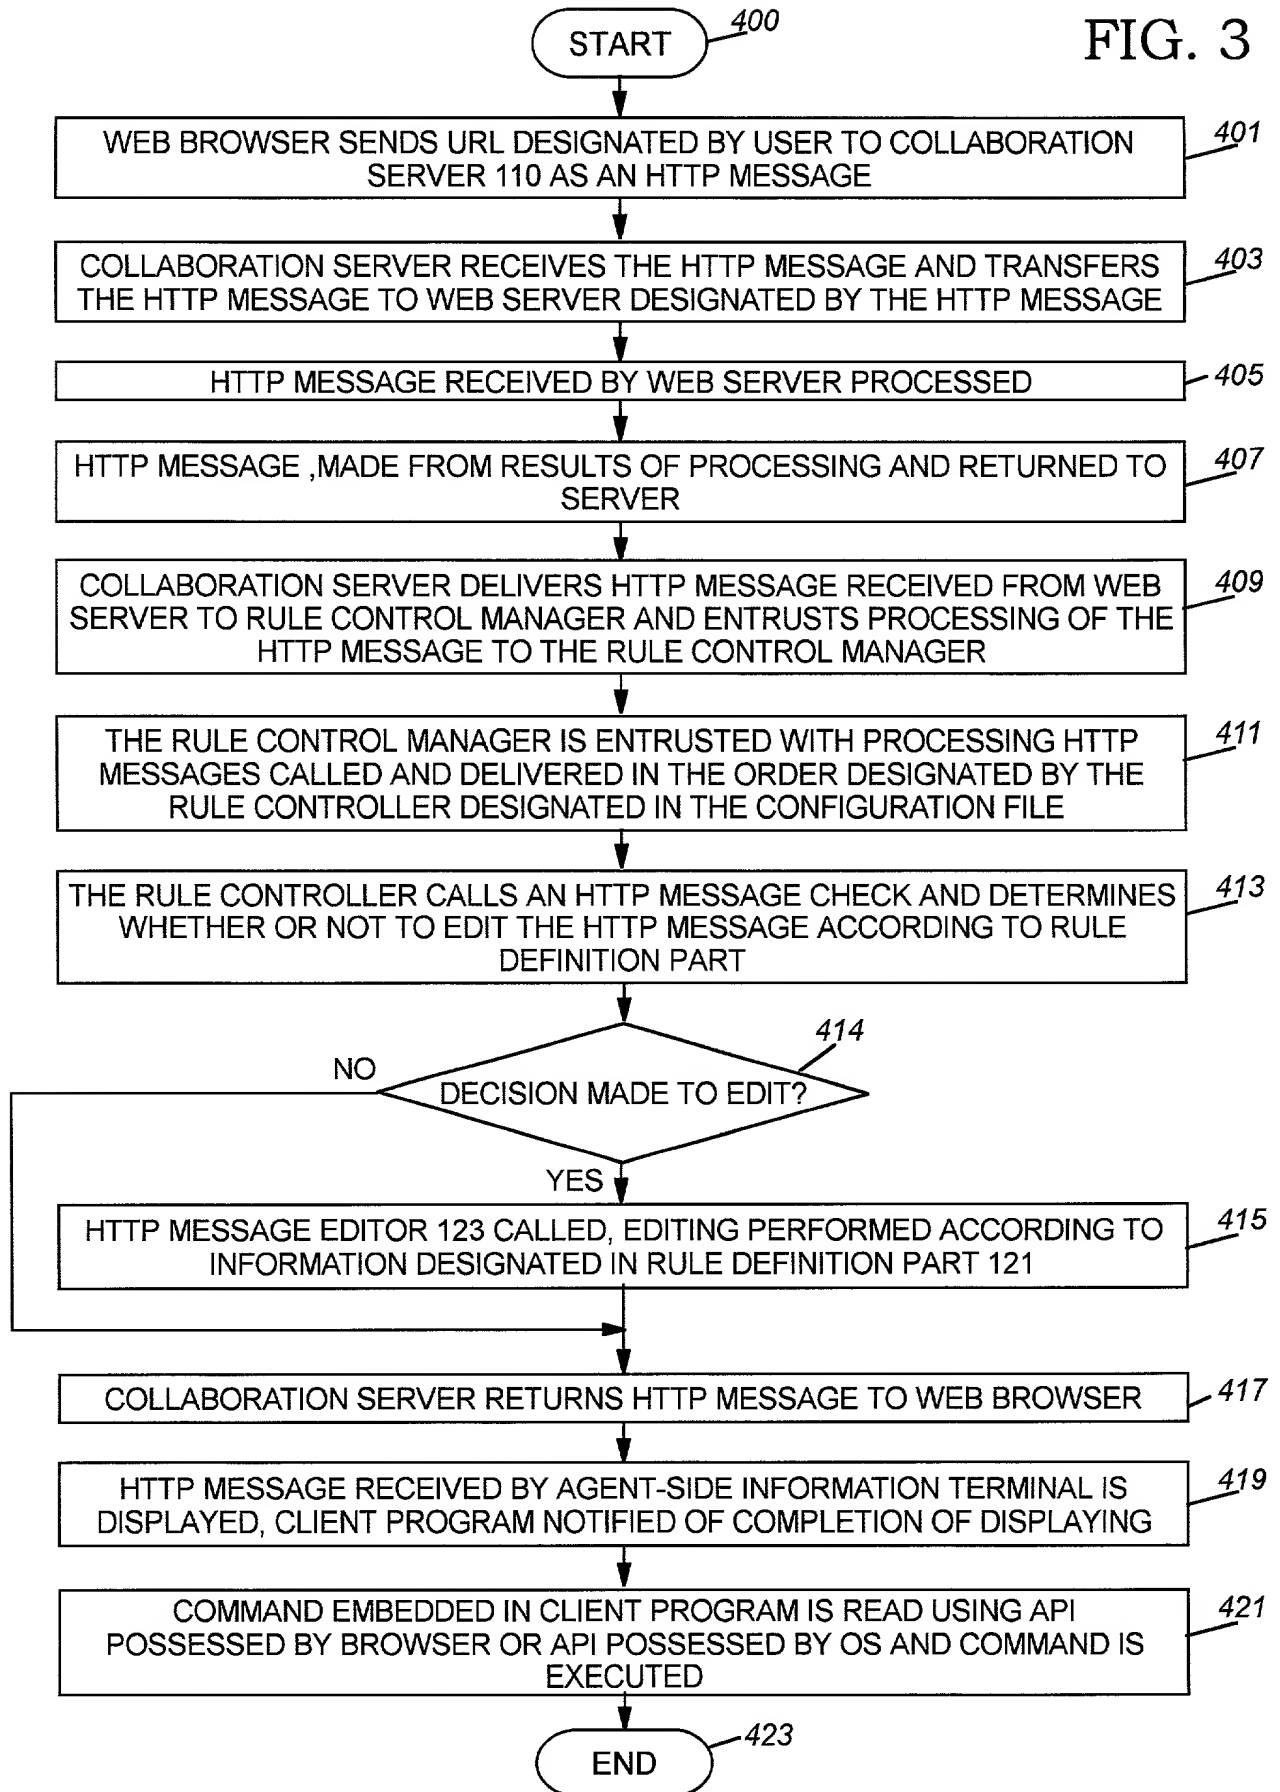 FIG. 3
START
400
WEB BROWSER SENDS URL DESIGNATED BY USER TO COLLABORATION
SERVER 110 AS AN HTTP MESSAGE
401
COLLABORATION SERVER RECEIVES THE HTTP MESSAGE AND TRANSFERS
THE HTTP MESSAGE TO WEB SERVER DESIGNATED BY THE HTTP MESSAGE
403
HTTP MESSAGE RECEIVED BY WEB SERVER PROCESSED
405
HTTP MESSAGE ,MADE FROM RESULTS OF PROCESSING AND RETURNED TO
SERVER
407
COLLABORATION SERVER DELIVERS HTTP MESSAGE RECEIVED FROM WEB
SERVER TO RULE CONTROL MANAGER AND ENTRUSTS PROCESSING OF THE
HTTP MESSAGE TO THE RULE CONTROL MANAGER
409
THE RULE CONTROL MANAGER IS ENTRUSTED WITH PROCESSING HTTP
MESSAGES CALLED AND DELIVERED IN THE ORDER DESIGNATED BY THE
RULE CONTROLLER DESIGNATED IN THE CONFIGURATION FILE
411
THE RULE CONTROLLER CALLS AN HTTP MESSAGE CHECK AND DETERMINES
WHETHER OR NOT TO EDIT THE HTTP MESSAGE ACCORDING TO RULE
DEFINITION PART
413
DECISION MADE TO EDIT?
414
NO
YES
HTTP MESSAGE EDITOR 123 CALLED, EDITING PERFORMED ACCORDING TO
INFORMATION DESIGNATED IN RULE DEFINITION PART 121
415
COLLABORATION SERVER RETURNS HTTP MESSAGE TO WEB BROWSER
417
HTTP MESSAGE RECEIVED BY AGENT-SIDE INFORMATION TERMINAL IS
DISPLAYED, CLIENT PROGRAM NOTIFIED OF COMPLETION OF DISPLAYING
419
COMMAND EMBEDDED IN CLIENT PROGRAM IS READ USING API
POSSESSED BY BROWSER OR API POSSESSED BY OS AND COMMAND IS
EXECUTED
421
END
423